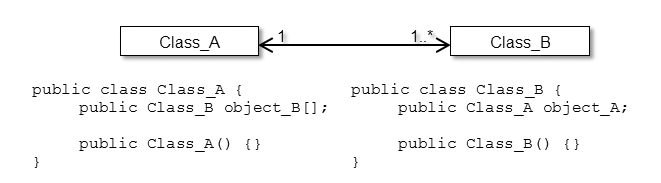 Class_A 1 1..* Class_B
public class Class_A {
public Class_B object_B[];
public Class_A() {}
}
public class Class_B {
public Class_A object_A;
public Class_B() {}
}